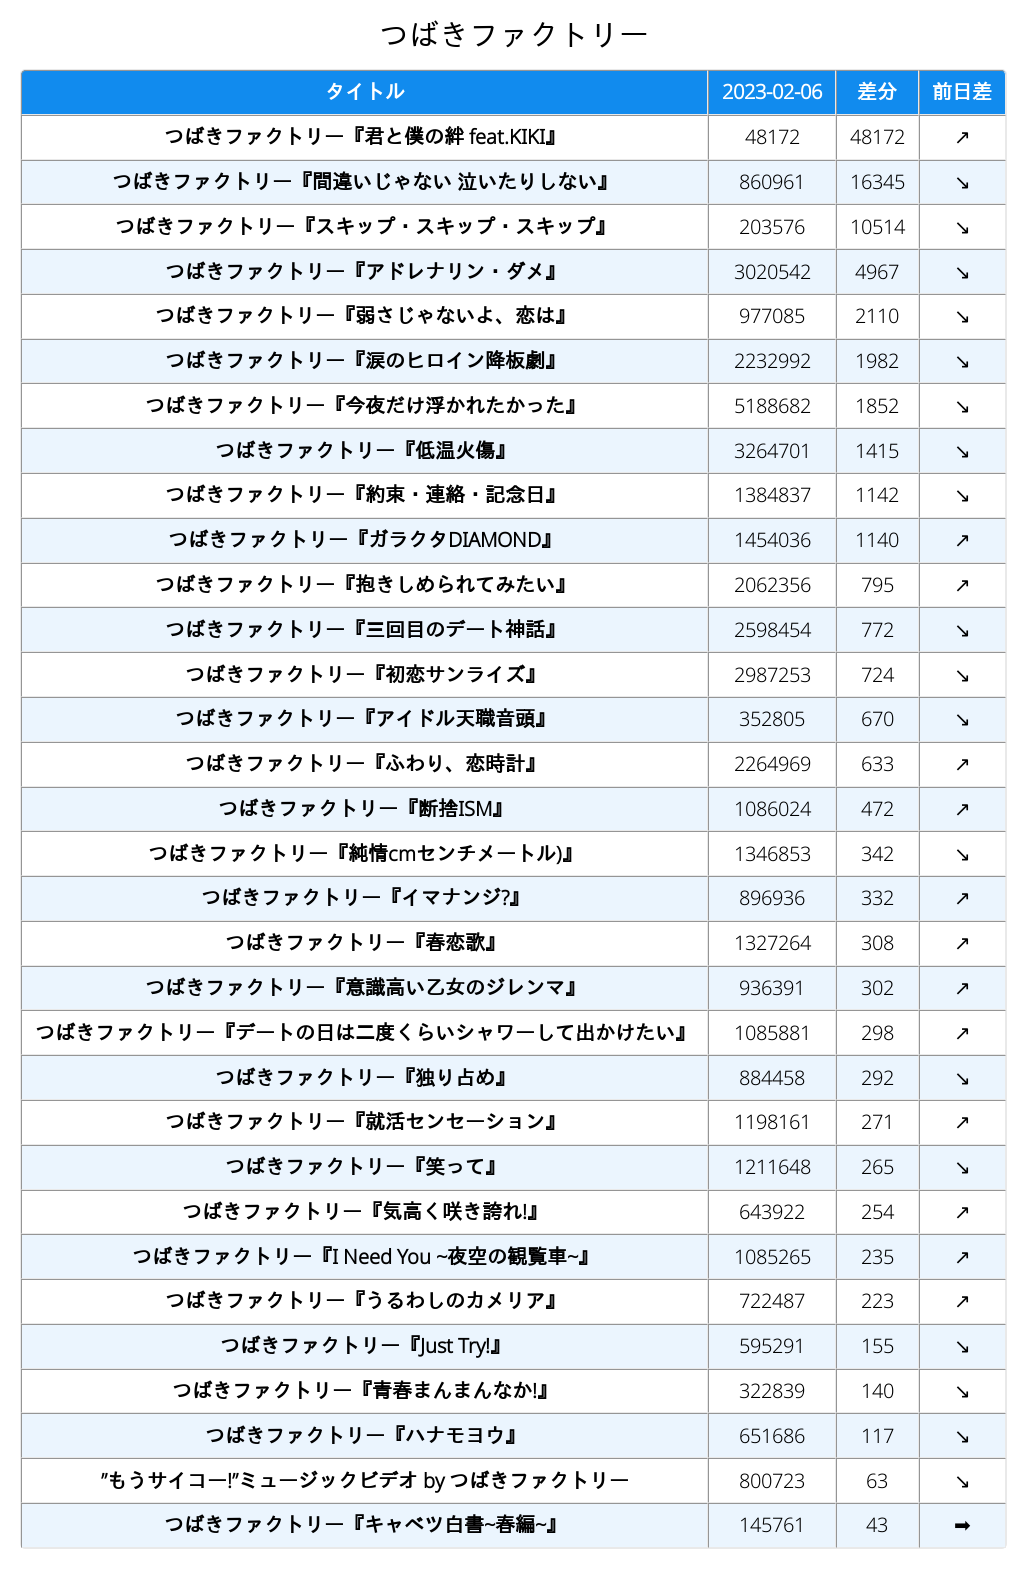 つばきファクトリー
タイトル 2023-02-06 差分 前日差
つばきファクトリー『君と僕の絆 feat.KIKI』 48172 48172 ↗
つばきファクトリー『間違いじゃない 泣いたりしない』 860961 16345 ↘
つばきファクトリー『スキップ・スキップ・スキップ』 203576 10514 ↘
つばきファクトリー『アドレナリン・ダメ』 3020542 4967 ↘
つばきファクトリー『弱さじゃないよ、恋は』 977085 2110 ↘
つばきファクトリー『涙のヒロイン降板劇』 2232992 1982 ↘
つばきファクトリー『今夜だけ浮かれたかった』 5188682 1852 ↘
つばきファクトリー『低温火傷』 3264701 1415 ↘
つばきファクトリー『約束・連絡・記念日』 1384837 1142 ↘
つばきファクトリー『ガラクタDIAMOND』 1454036 1140 ↗
つばきファクトリー『抱きしめられてみたい』 2062356 795 ↗
つばきファクトリー『三回目のデート神話』 2598454 772 ↘
つばきファクトリー『初恋サンライズ』 2987253 724 ↘
つばきファクトリー『アイドル天職音頭』 352805 670 ↘
つばきファクトリー『ふわり、恋時計』 2264969 633 ↗
つばきファクトリー『断捨ISM』 1086024 472 ↗
つばきファクトリー『純情cmセンチメートル)』 1346853 342 ↘
つばきファクトリー『イマナンジ?』 896936 332 ↗
つばきファクトリー『春恋歌』 1327264 308 ↗
つばきファクトリー『意識高い乙女のジレンマ』 936391 302 ↗
つばきファクトリー『デートの日は二度くらいシャワーして出かけたい』 1085881 298 ↗
つばきファクトリー『独り占め』 884458 292 ↘
つばきファクトリー『就活センセーション』 1198161 271 ↗
つばきファクトリー『笑って』 1211648 265 ↘
つばきファクトリー『気高く咲き誇れ!』 643922 254 ↗
つばきファクトリー『I Need You ~夜空の観覧車~』 1085265 235 ↗
つばきファクトリー『うるわしのカメリア』 722487 223 ↗
つばきファクトリー『Just Try!』 595291 155 ↘
つばきファクトリー『青春まんまんなか!』 322839 140 ↘
つばきファクトリー『ハナモヨウ』 651686 117 ↘
”もうサイコー!”ミュージックビデオ by つばきファクトリー 800723 63 ↘
つばきファクトリー『キャベツ白書~春編~』 145761 43 ➡